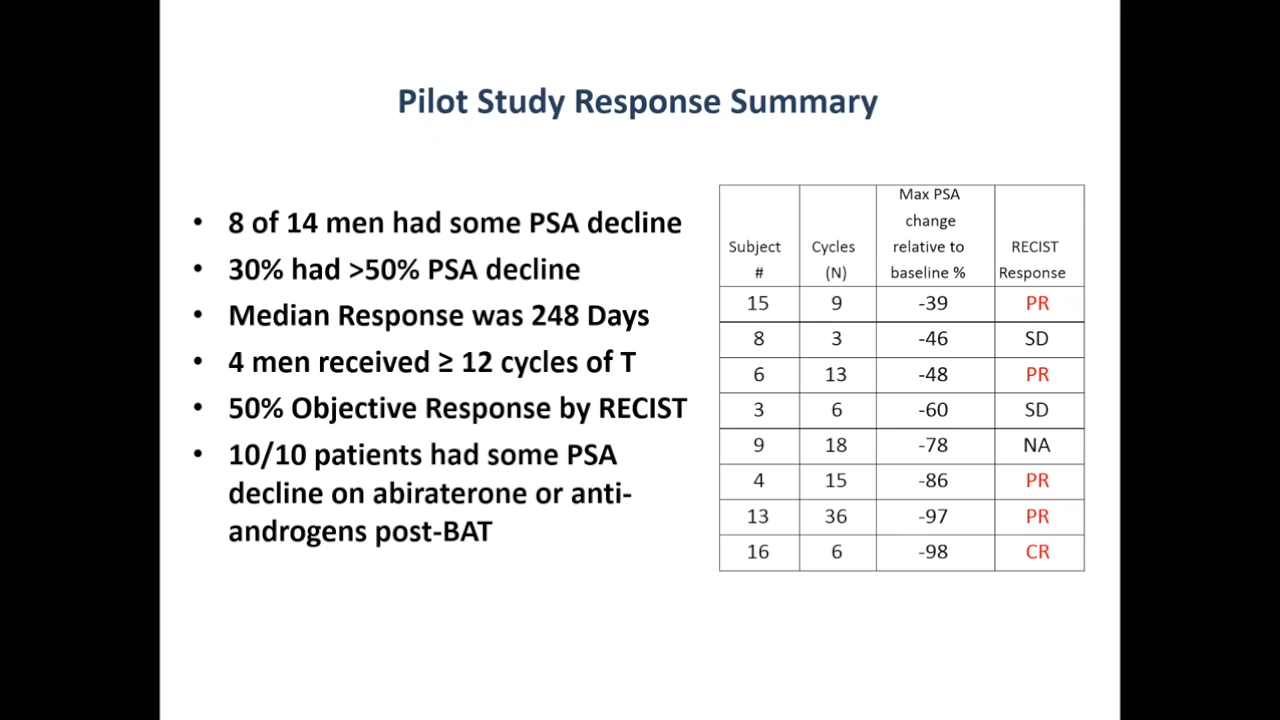 Pilot Study Response Summary
• 8 of 14 men had some PSA decline
• 30% had >50% PSA decline
• Median Response was 248 Days
• 4 men received ≥ 12 cycles of T
• 50% Objective Response by RECIST
• 10/10 patients had some PSA
decline on abiraterone or anti-
androgens post-BAT
Max PSA
change
Subject Cycles relative to RECIST
# (N) baseline % Response
15 9 -39 PR
8 3 -46 SD
6 13 -48 PR
3 6 -60 SD
9 18 -78 NA
4 15 -86 PR
13 36 -97 PR
16 6 -98 CR